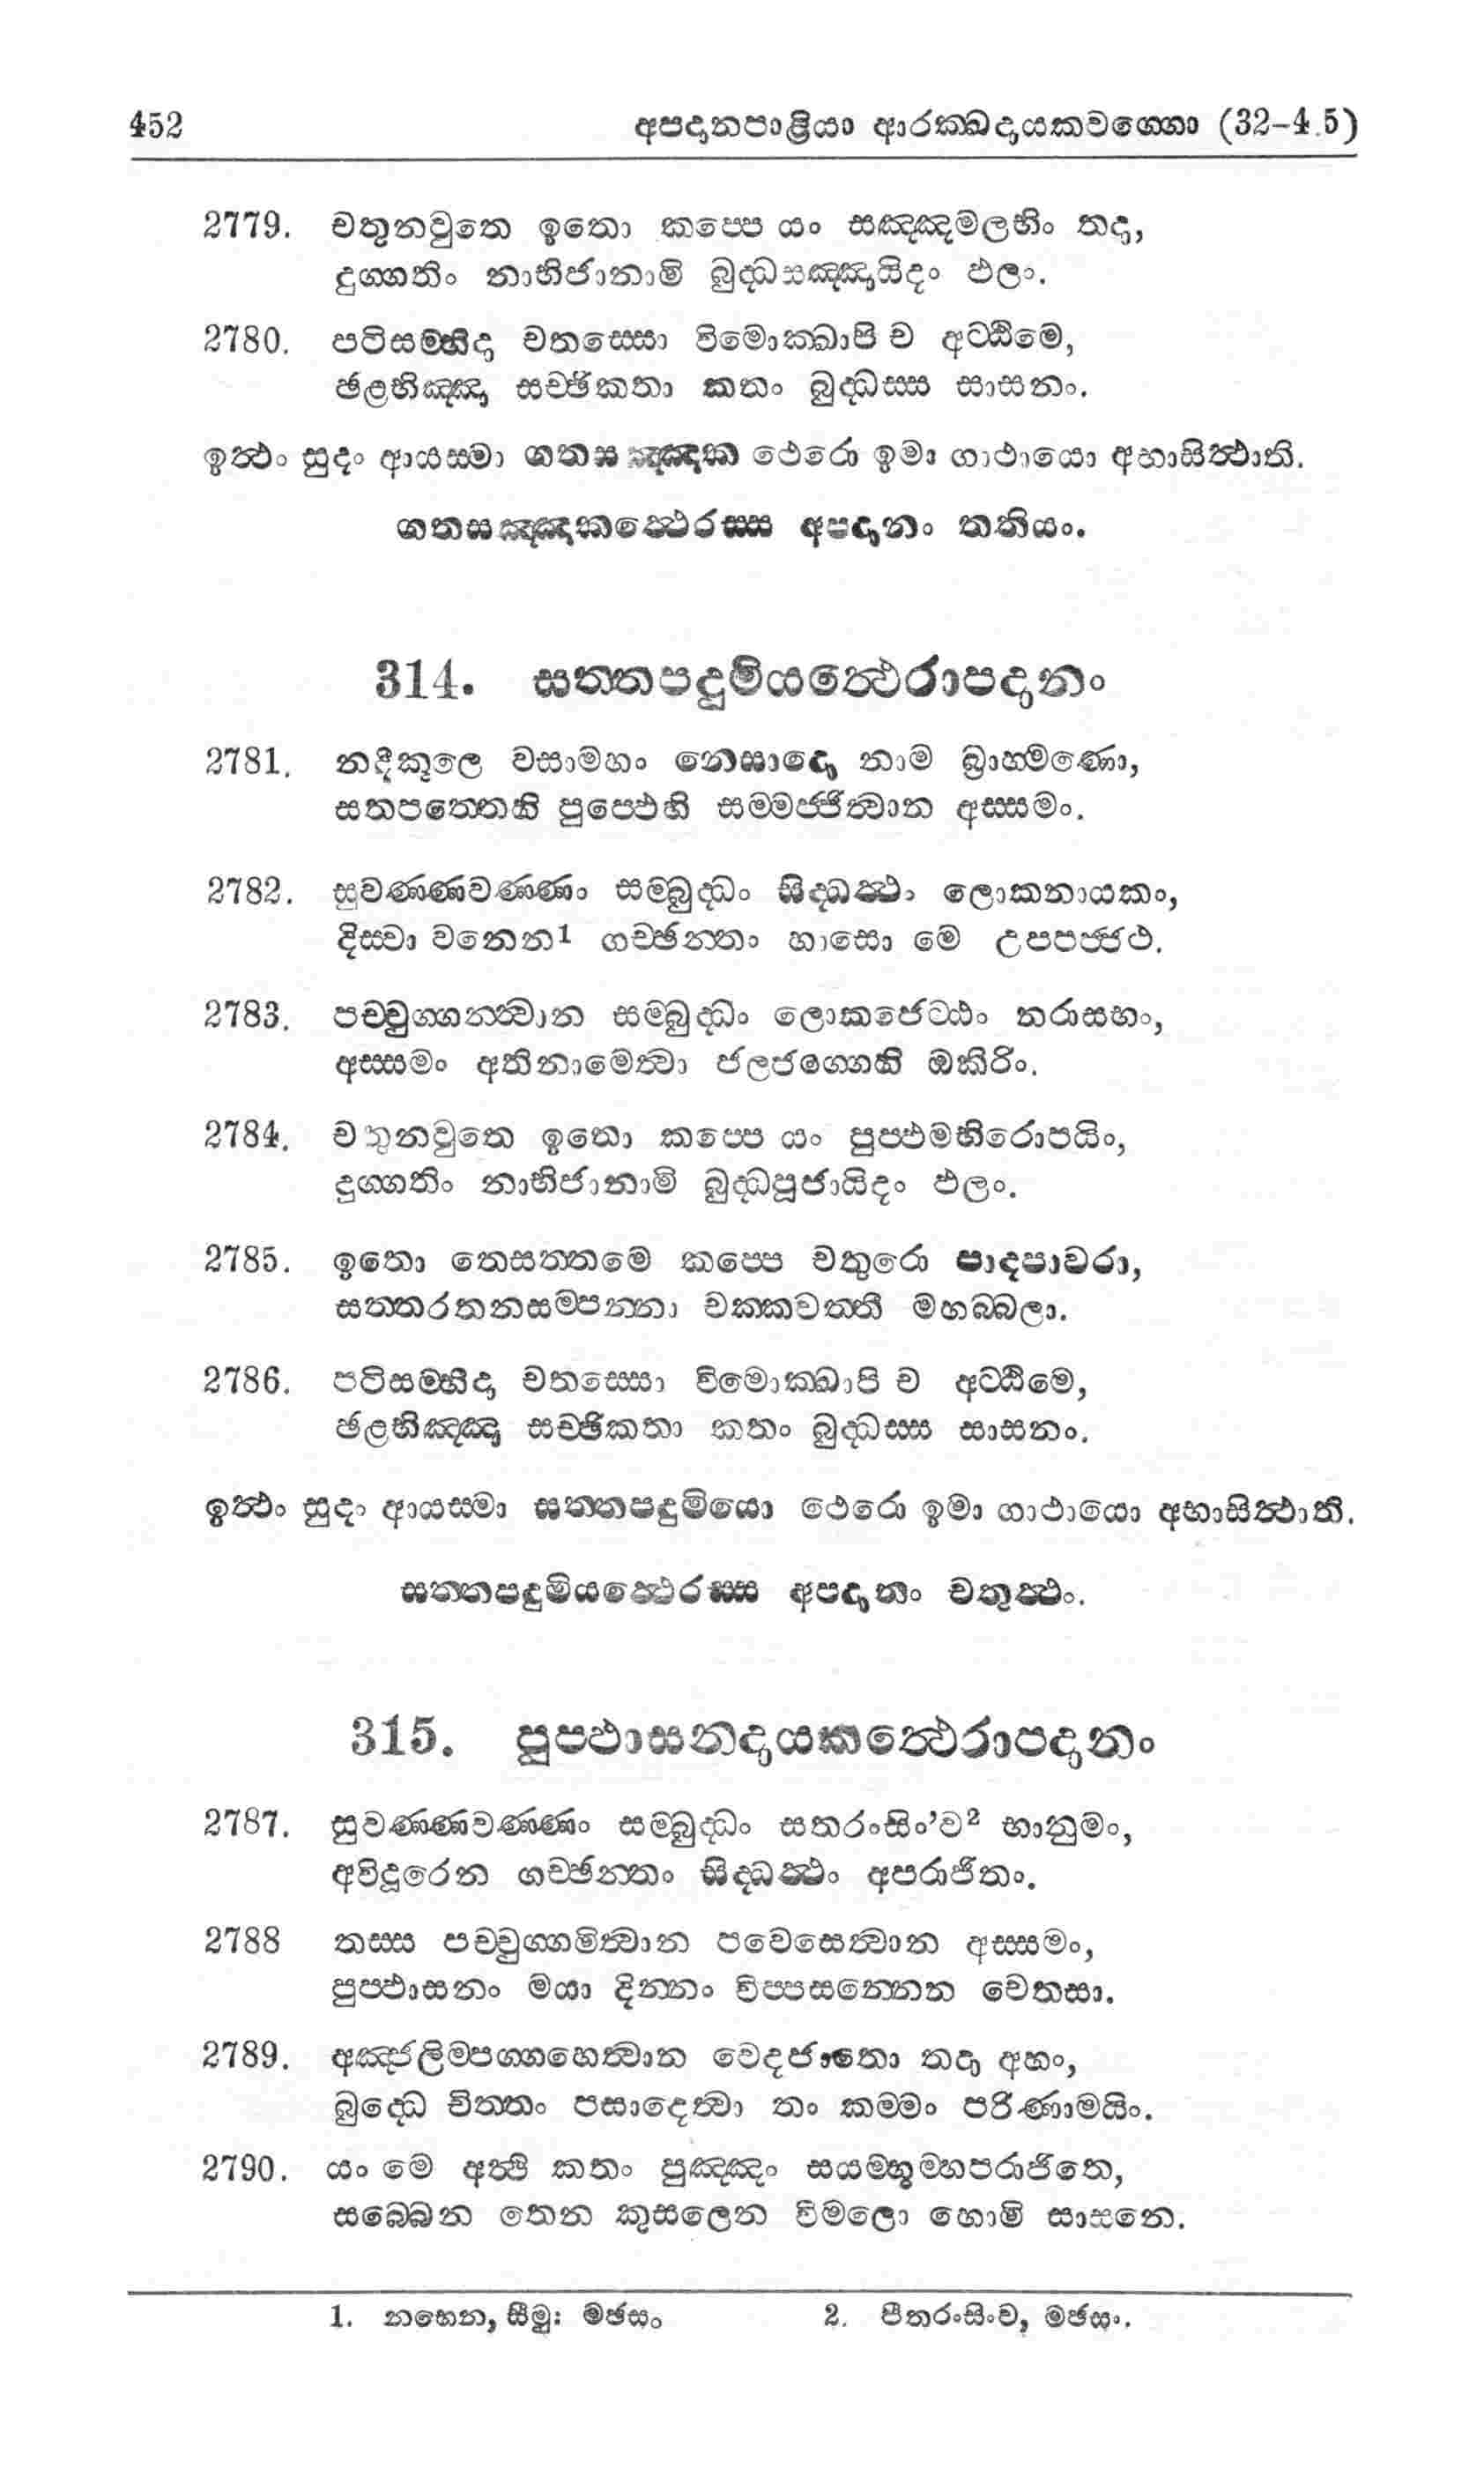 452 අපදානපාළියා ආරක්ඛදායකවග්ගො (32-4.5)
2779. චතුනවුතෙ ඉතො කප්පෙ යං සඤ්ඤමලභිං තදා,
දුග්ගතිං නාභිජානාමි බුද්ධසඤ්ඤායිදං ඵලං.
2780. පටිසම්භිදා චතස්සො විමොක්ඛාපි ච අට්ඨිමෙ,
ඡළභිඤ්ඤා සච්ඡිකතා කතං බුද්ධස්ස සාසනං.
ඉත්ථං සුදං ආයස්මා ගතසඤ්ඤක ථෙරො ඉමා ගාථායො අභාසිත්ථාති.
ගතසඤ්ඤකත්ථෙරස්ස අපදානං තතියං.
314. සත්තපදුමියත්ථෙරාපදානං
2781. නදීකූලෙ වසාමහං නෙසාදො නාම බ්‍රාහ්මණො,
සතපත්තෙහි පුප්ඵෙහි සම්මජ්ජිත්වාන අස්සමං.
2782. සුවණ්ණවණ්ණං සම්බුද්ධං සිද්ධත්ථං ලොකනායකං,
දිස්වා වනෙන1 ගච්ඡන්තං හාසො මෙ උපපජ්ජථ.
2783. පච්චුග්ගන්ත්වාන සම්බුද්ධං ලොකජෙට්ඨං නරාසභං,
අස්සමං අතිනාමෙත්වා ජලජග්ගෙහි ඔකිරිං.
2784. චතුනවුතෙ ඉතො කප්පෙ යං පුප්ඵමභිරොපයිං,
දුග්ගතිං නාභිජානාමි බුද්ධපූජායිදං ඵලං.
2785. ඉතො තෙසත්තමෙ කප්පෙ චතුරො පාදපාවරා,
සත්තරතනසම්පන්නා චක්කවත්තී මහබ්බලා.
2786. පටිසම්භිදා චතස්සො විමොක්ඛාපි ච අට්ඨිමෙ,
ඡළභිඤ්ඤා සච්ඡිකතා කතං බුද්ධස්ස සාසනං.
ඉත්ථං සුදං ආයස්මා සත්තපදුමියො ථෙරො ඉමා ගාථායො අභාසිත්ථාති.
සත්තපදුමියත්ථෙරස්ස අපදානං චතුත්ථං.
315. පුප්ඵාසනදායකත්ථෙරාපදානං
2787. සුවණ්ණවණ්ණං සම්බුද්ධං සතරංසිං’ව2 භානුමං,
අවිදූරෙන ගච්ඡන්තං සිද්ධත්ථං අපරාජිතං.
2788 තස්ස පච්චුග්ගමිත්වාන පවෙසෙත්වාන අස්සමං,
පුප්ඵාසනං මයා දින්නං විප්පසන්නෙන චෙතසා.
2789. අඤ්ජලිම්පග්ගහෙත්වාන වෙදජාතො තදා අහං,
බුද්ධෙ චිත්තං පසාදෙත්වා තං කම්මං පරිණාමයිං.
2790. යං මෙ අත්ථි කතං පුඤ්ඤං සයම්භූම්හපරාජිතෙ,
සබ්බෙන තෙන කුසලෙන විමලො හොමි සාසනෙ.
1. නභෙන, සීමු: මඡසං 2. පීතරංසිංව, මඡසං.